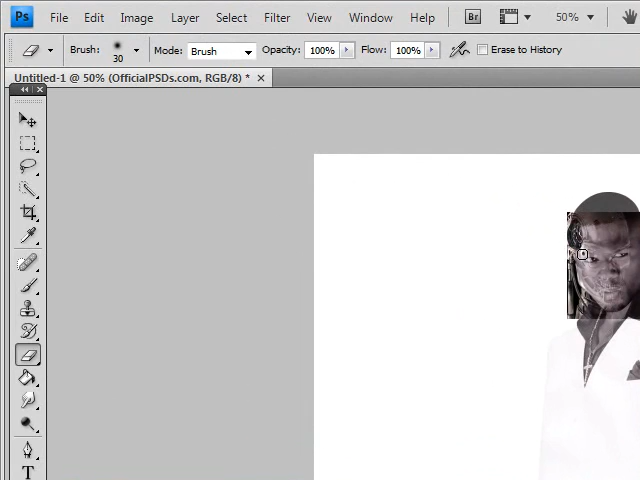 Ps File Edit Image Layer Select Filter View Window Help Br 50%
Brush: 30 Mode: Brush Opacity: 100% Flow: 100% Erase to History
Untitled-1 @ 50% (OfficialPSDs.com, RGB/8) *
T